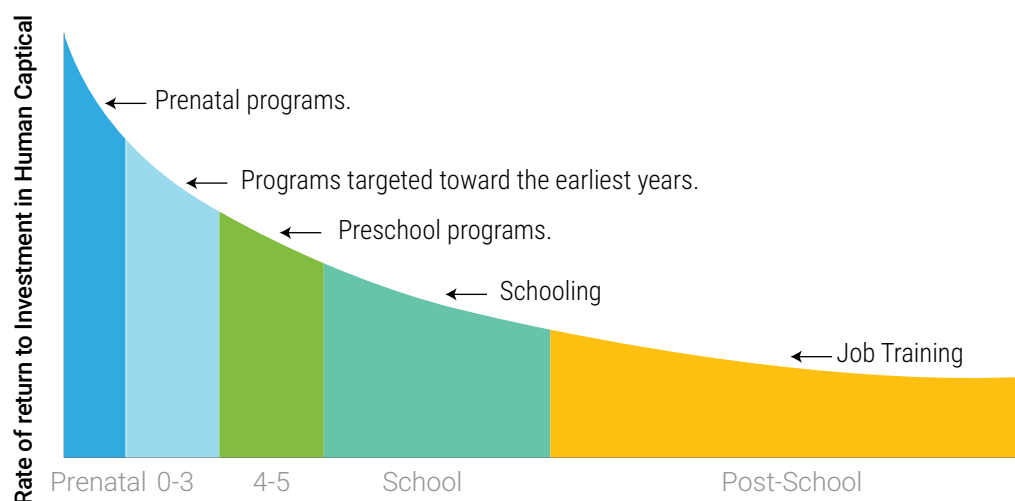 Rate of return to Investment in Human Captical
Prenatal programs.
Programs targeted toward the earliest years.
Preschool programs.
Schooling
Job Training
Prenatal 0-3 4-5 School Post-School